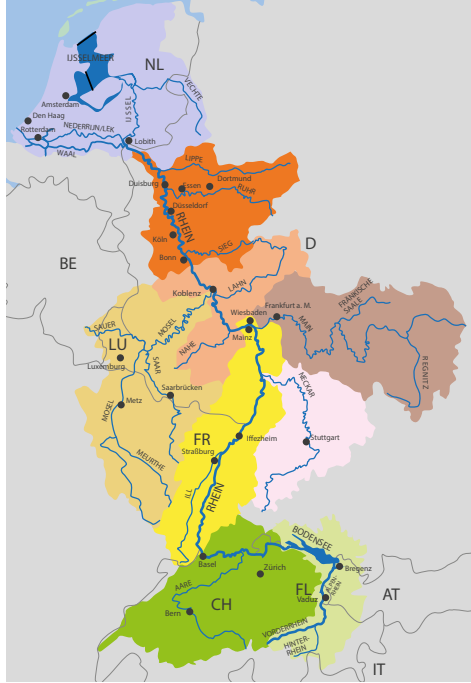 IJSSELMEER
NL
Amsterdam
IJSSEL
VECHTE
Den Haag
Rotterdam
NEDERRIJN/LEK
WAAL
Lobith
LIPPE
Duisburg
Essen
Dortmund
RUHR
Düsseldorf
RHEIN
Köln
SIEG
Bonn
D
BE
Koblenz
LAHN
FRÄNKISCHE
SAALE
Wiesbaden
Frankfurt a. M.
MAIN
Mainz
SAUER
MOSEL
NAHE
LU
Luxemburg
SAAR
REGNITZ
NECKAR
Saarbrücken
Metz
MOSEL
MEURTHE
FR
Iffezheim
Stuttgart
Straßburg
ILL
RHEIN
BODENSEE
Basel
Zürich
Bregenz
AARE
FL
ALPEN-
RHEIN
AT
Vaduz
CH
Bern
VORDERRHEIN
HINTER-
RHEIN
IT